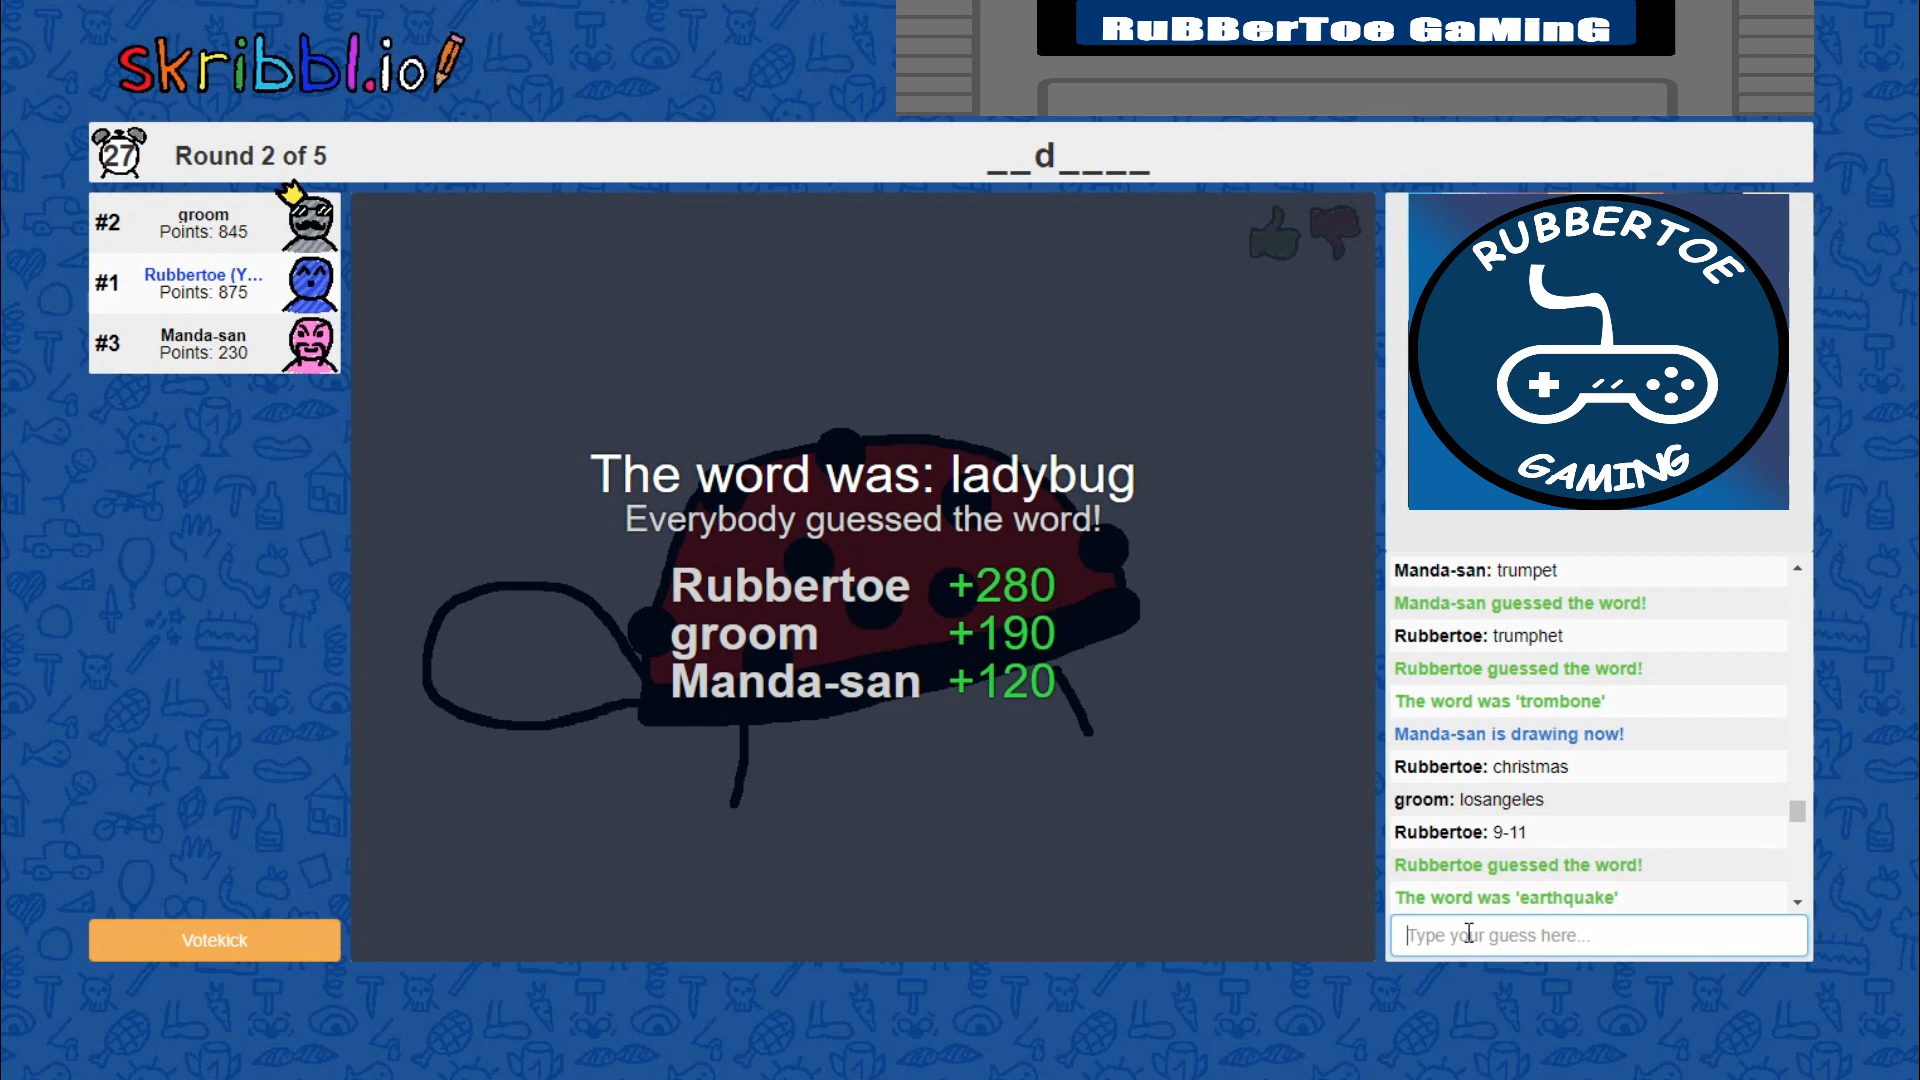 RuBBerToe GaMinG
skribbl.io
27
Round 2 of 5
__d____
#2
groom
Points: 845
#1
Rubbertoe (Y...
Points: 875
#3
Manda-san
Points: 230
The word was: ladybug
Everybody guessed the word!
Rubbertoe +280
groom +190
Manda-san +120
Votekick
RUBBERTOE
GAMING
Manda-san: trumpet
Manda-san guessed the word!
Rubbertoe: trumphet
Rubbertoe guessed the word!
The word was 'trombone'
Manda-san is drawing now!
Rubbertoe: christmas
groom: losangeles
Rubbertoe: 9-11
Rubbertoe guessed the word!
The word was 'earthquake'
Type your guess here...